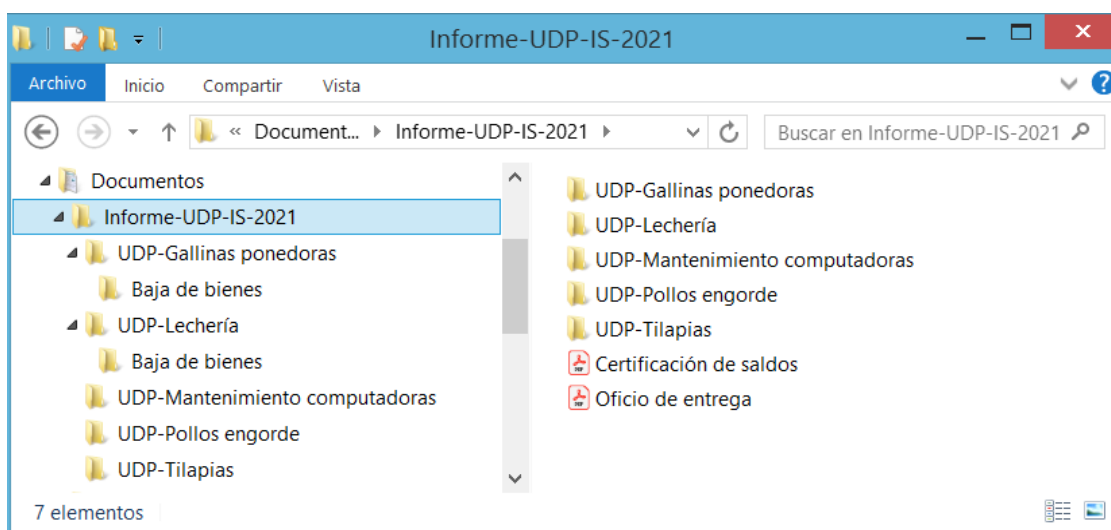 Informe-UDP-IS-2021
Archivo Inicio Compartir Vista
« Document... Informe-UDP-IS-2021 Buscar en Informe-UDP-IS-2021
Documentos
Informe-UDP-IS-2021
UDP-Gallinas ponedoras
Baja de bienes
UDP-Lechería
Baja de bienes
UDP-Mantenimiento computadoras
UDP-Pollos engorde
UDP-Tilapias
UDP-Gallinas ponedoras
UDP-Lechería
UDP-Mantenimiento computadoras
UDP-Pollos engorde
UDP-Tilapias
Certificación de saldos
Oficio de entrega
7 elementos